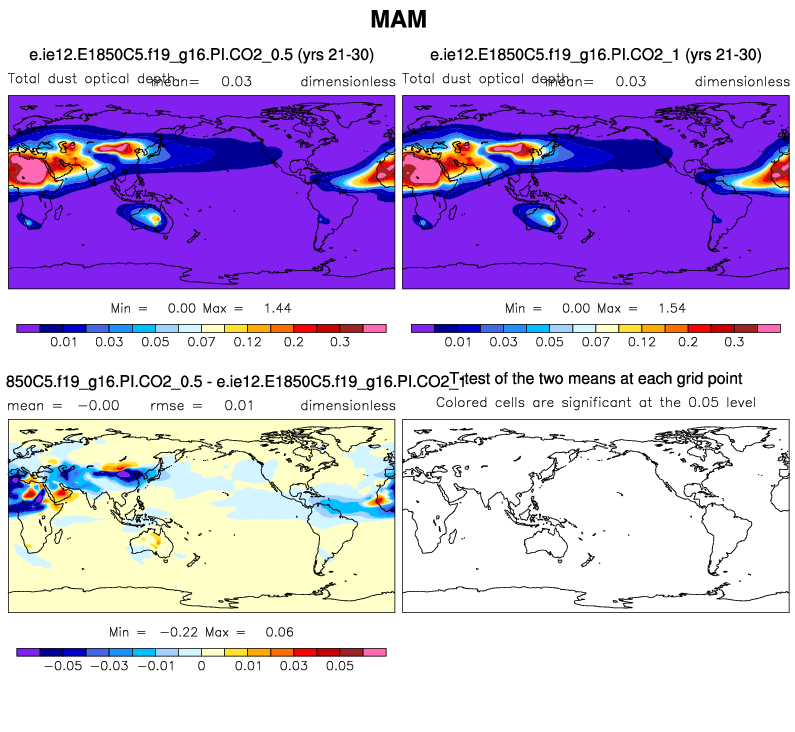 MAM
e.ie12.E1850C5.f19_g16.PI.CO2_0.5 (yrs 21-30)
Total dust optical depth mean= 0.03 dimensionless
Min = 0.00 Max = 1.44
0.01 0.03 0.05 0.07 0.12 0.2 0.3
e.ie12.E1850C5.f19_g16.PI.CO2_1 (yrs 21-30)
Total dust optical depth mean= 0.03 dimensionless
Min = 0.00 Max = 1.54
0.01 0.03 0.05 0.07 0.12 0.2 0.3
850C5.f19_g16.PI.CO2_0.5 - e.ie12.E1850C5.f19_g16.PI.CO2_1
mean = -0.00 rmse = 0.01 dimensionless
Min = -0.22 Max = 0.06
-0.05 -0.03 -0.01 0 0.01 0.03 0.05
T-test of the two means at each grid point
Colored cells are significant at the 0.05 level